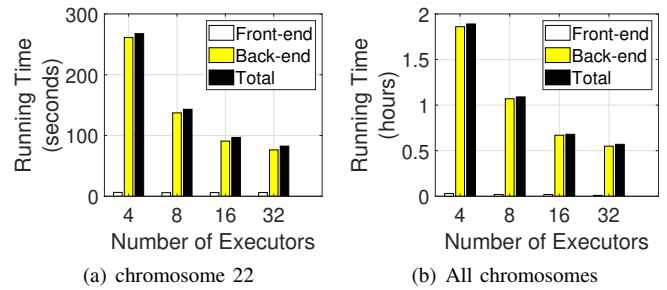 300
200
100
0
Running Time
(seconds)
Front-end
Back-end
Total
4 8 16 32
Number of Executors
(a) chromosome 22
2
1.5
1
0.5
0
Running Time
(hours)
Front-end
Back-end
Total
4 8 16 32
Number of Executors
(b) All chromosomes